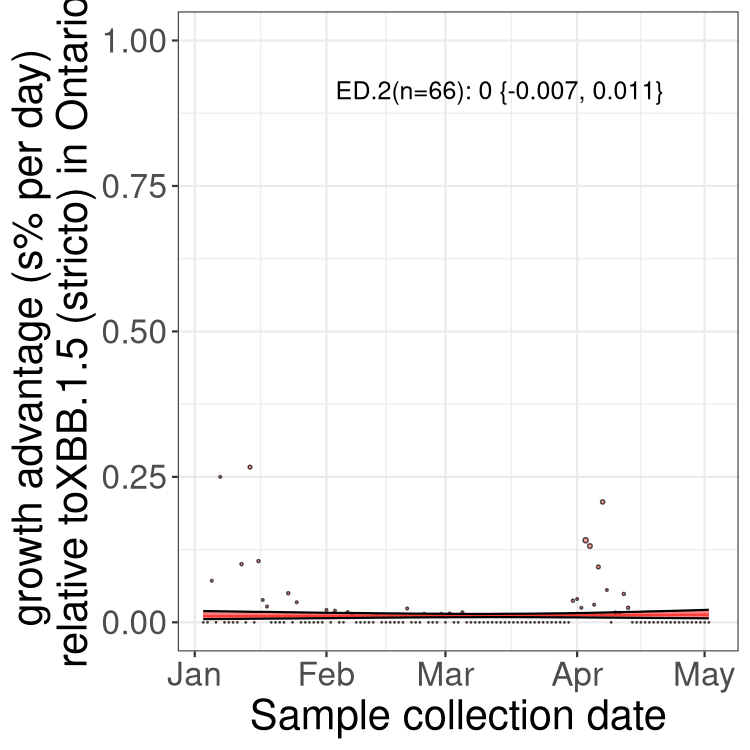 growth advantage (s% per day)
relative toXBB.1.5 (stricto) in Ontario
1.00
0.75
0.50
0.25
0.00
ED.2(n=66): 0 {-0.007, 0.011}
Jan Feb Mar Apr May
Sample collection date